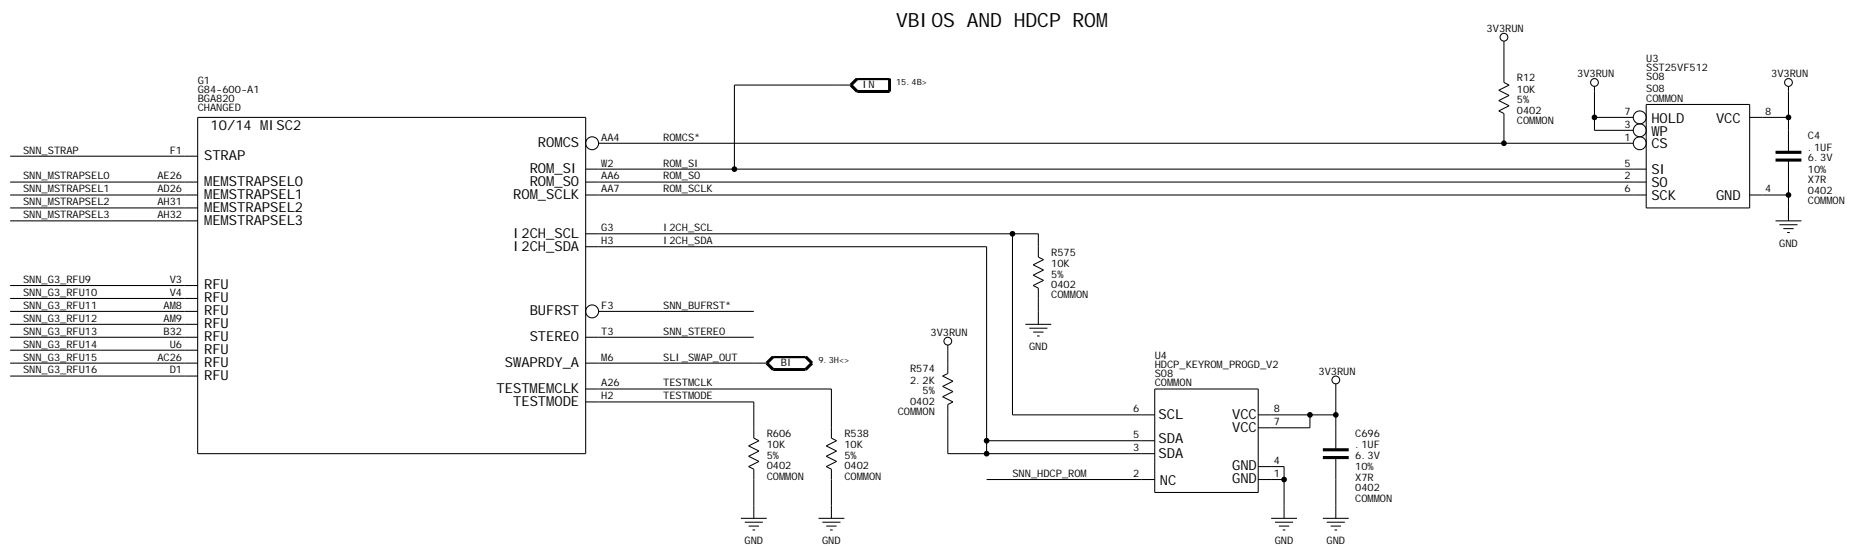 VBIOS AND HDCP ROM
G1
G84-600-A1
BGA820
CHANGED
10/14 MISC2
SNN_STRAP F1 STRAP
SNN_MSTRAPSEL0 AE26 MEMSTRAPSEL0
SNN_MSTRAPSEL1 AD26 MEMSTRAPSEL1
SNN_MSTRAPSEL2 AH31 MEMSTRAPSEL2
SNN_MSTRAPSEL3 AH32 MEMSTRAPSEL3
SNN_G3_RFU9 V3 RFU
SNN_G3_RFU10 V4 RFU
SNN_G3_RFU11 AM8 RFU
SNN_G3_RFU12 AM9 RFU
SNN_G3_RFU13 B32 RFU
SNN_G3_RFU14 U6 RFU
SNN_G3_RFU15 AC26 RFU
SNN_G3_RFU16 D1 RFU
ROMCS AA4 ROMCS*
ROM_SI W2 ROM_SI
ROM_SO AA6 ROM_SO
ROM_SCLK AA7 ROM_SCLK
I2CH_SCL G3 I2CH_SCL
I2CH_SDA H3 I2CH_SDA
BUFRST F3 SNN_BUFRST*
STEREO T3 SNN_STEREO
SWAPRDY_A M6 SLI_SWAP_OUT BI 9.3H<>
TESTMEMCLK A26 TESTMCLK
TESTMODE H2 TESTMODE
IN 15.4B>
R606
10K
5%
0402
COMMON
GND
R538
10K
5%
0402
COMMON
GND
3V3RUN
R574
2.2K
5%
0402
COMMON
R575
10K
5%
0402
COMMON
GND
U4
HDCP_KEYROM_PROGD_V2
SO8
COMMON
6 SCL
5 SDA
3 SDA
SNN_HDCP_ROM 2 NC
VCC 8
VCC 7
GND 4
GND 1
GND
3V3RUN
C696
.1UF
6.3V
10%
X7R
0402
COMMON
GND
3V3RUN
R12
10K
5%
0402
COMMON
3V3RUN
U3
SST25VF512
SO8
SO8
COMMON
7 HOLD
3 WP
1 CS
5 SI
2 SO
6 SCK
VCC 8
GND 4
3V3RUN
C4
.1UF
6.3V
10%
X7R
0402
COMMON
GND